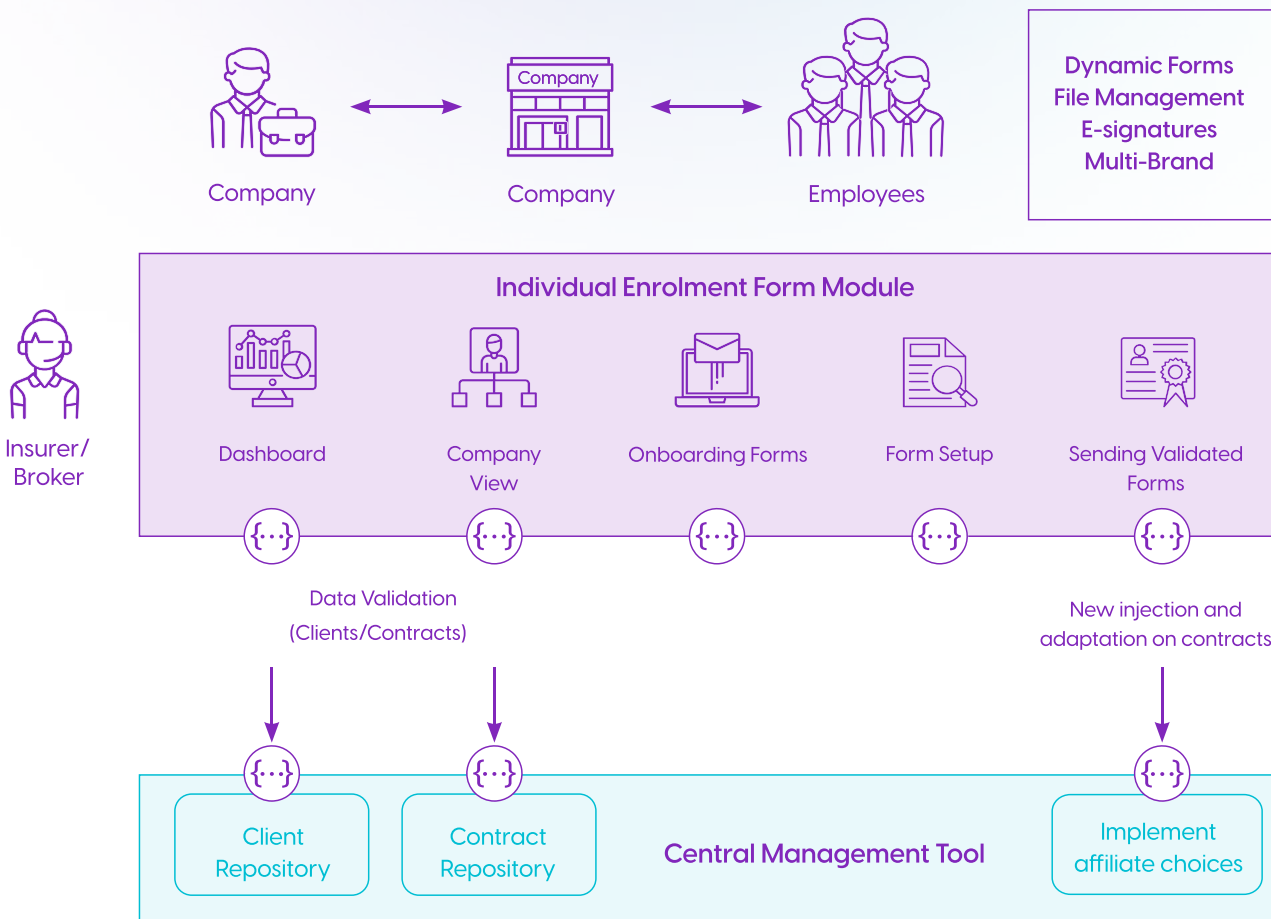 Company
Company
Company
Employees
Dynamic Forms
File Management
E-signatures
Multi-Brand
Individual Enrolment Form Module
Insurer/
Broker
Dashboard
Company
View
Onboarding Forms
Form Setup
Sending Validated
Forms
{...}
{...}
{...}
{...}
{...}
Data Validation
(Clients/Contracts)
New injection and
adaptation on contracts
{...}
{...}
{...}
Client
Repository
Contract
Repository
Central Management Tool
Implement
affiliate choices